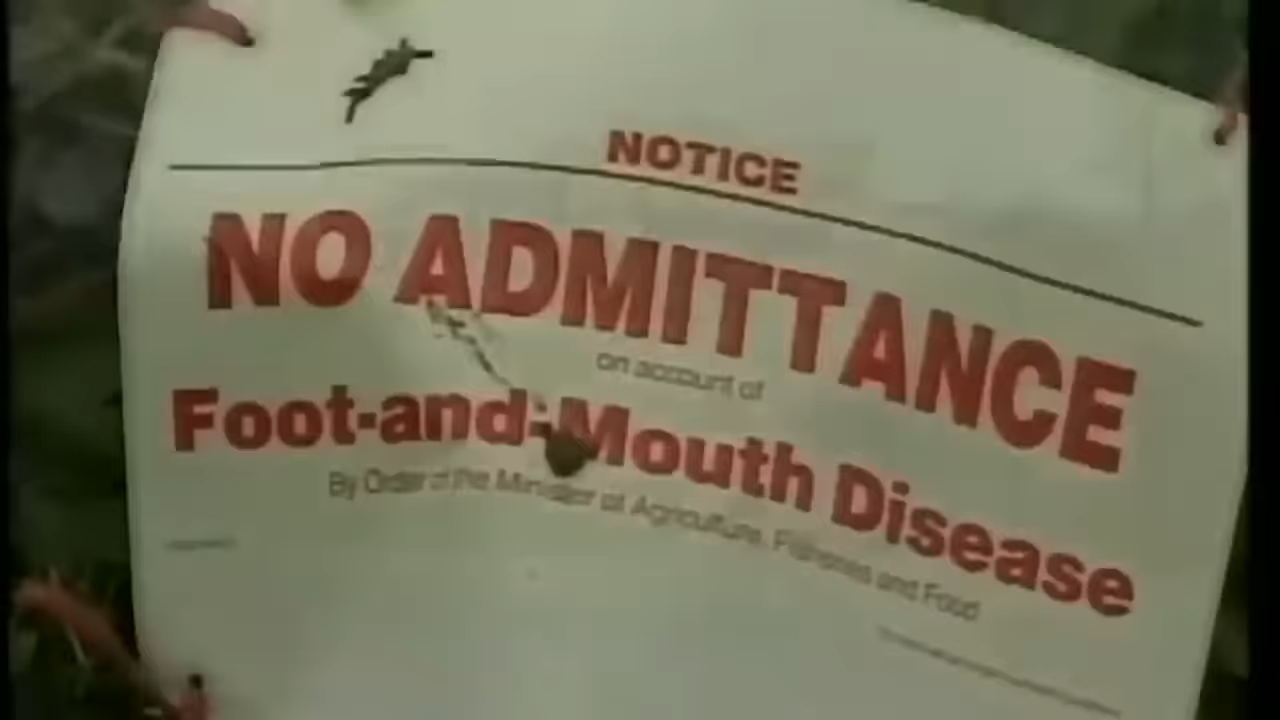 NOTICE
NO ADMITTANCE
on account of
Foot-and-Mouth Disease
By Order of the Minister of Agriculture, Fisheries and Food